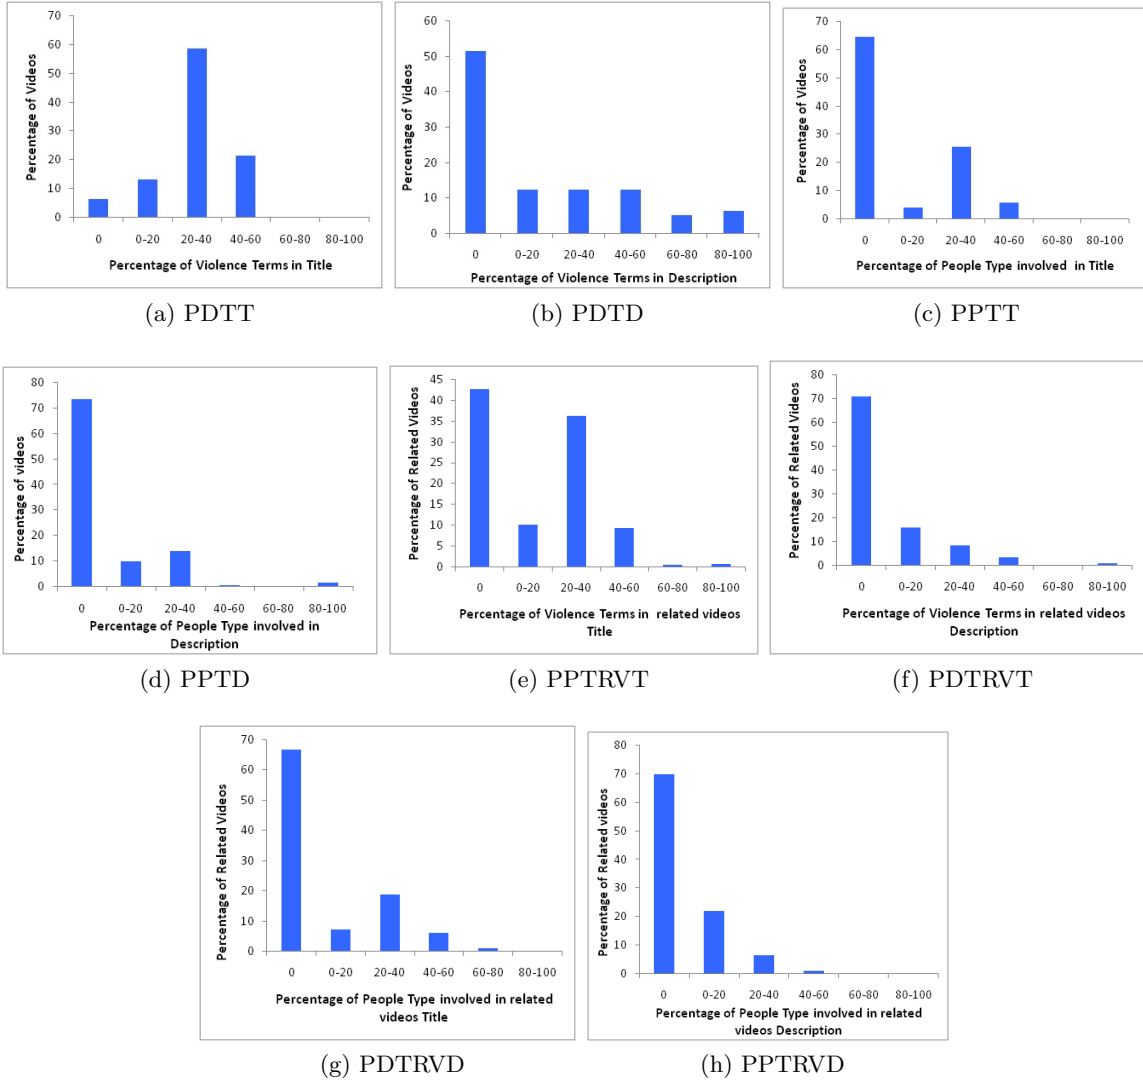 70
60
50
40
30
20
10
0
Percentage of Videos
0 0-20 20-40 40-60 60-80 80-100
Percentage of Violence Terms in Title
(a) PDTT
60
50
40
30
20
10
0
Percentage of Videos
0 0-20 20-40 40-60 60-80 80-100
Percentage of Violence Terms in Description
(b) PDTD
70
60
50
40
30
20
10
0
Percentage of Videos
0 0-20 20-40 40-60 60-80 80-100
Percentage of People Type involved in Title
(c) PPTT
80
70
60
50
40
30
20
10
0
Percentage of videos
0 0-20 20-40 40-60 60-80 80-100
Percentage of People Type involved in
Description
(d) PPTD
45
40
35
30
25
20
15
10
5
0
Percentage of Related Videos
0 0-20 20-40 40-60 60-80 80-100
Percentage of Violence Terms in related videos
Title
(e) PPTRVT
80
70
60
50
40
30
20
10
0
Percentage of Related Videos
0 0-20 20-40 40-60 60-80 80-100
Percentage of Violence Terms in related videos
Description
(f) PDTRVT
70
60
50
40
30
20
10
0
Percentage of Related Videos
0 0-20 20-40 40-60 60-80 80-100
Percentage of People Type involved in related
videos Title
(g) PDTRVD
80
70
60
50
40
30
20
10
0
Percentage of Related videos
0 0-20 20-40 40-60 60-80 80-100
Percentage of People Type involved in related
videos Description
(h) PPTRVD